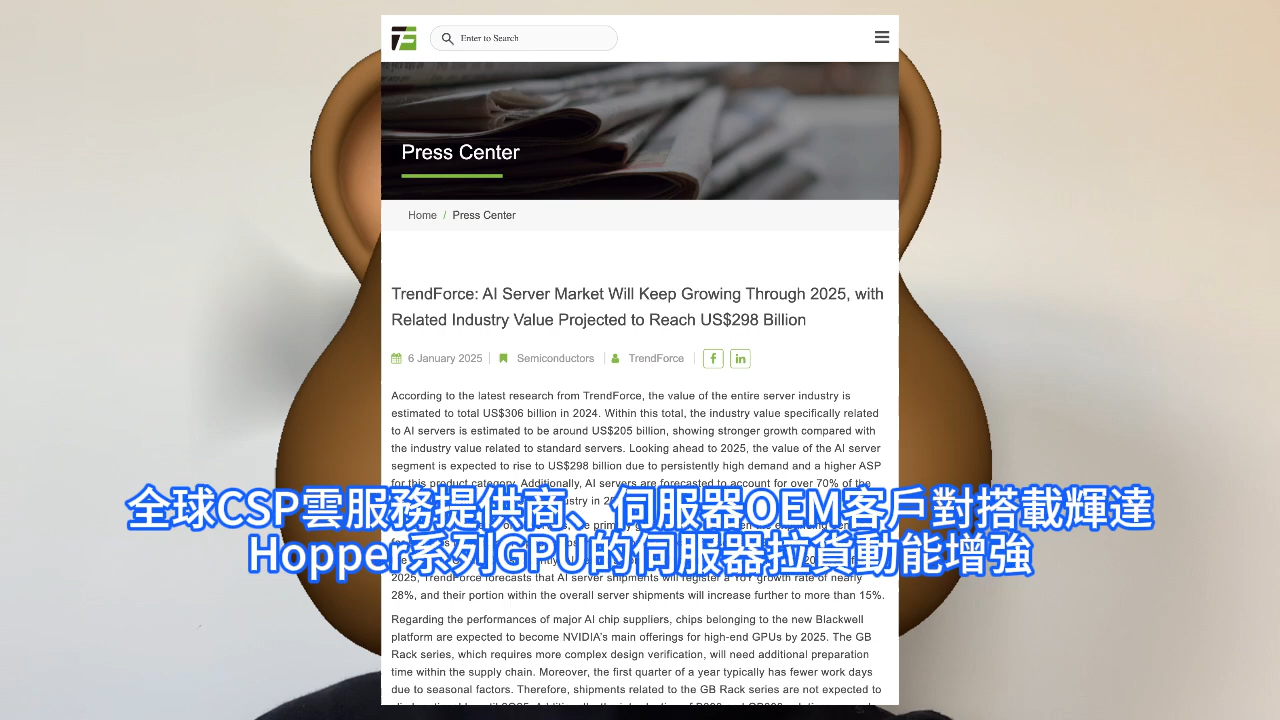 Enter to Search
Press Center
Home / Press Center
TrendForce: AI Server Market Will Keep Growing Through 2025, with
Related Industry Value Projected to Reach US$298 Billion
6 January 2025 Semiconductors TrendForce
According to the latest research from TrendForce, the value of the entire server industry is
estimated to total US$306 billion in 2024. Within this total, the industry value specifically related
to AI servers is estimated to be around US$205 billion, showing stronger growth compared with
the industry value related to standard servers. Looking ahead to 2025, the value of the AI server
segment is expected to rise to US$298 billion due to persistently high demand and a higher ASP
for this product category. Additionally, AI servers are forecasted to account for over 70% of the
全球CSP雲服務提供商、伺服器OEM客戶對搭載輝達
Hopper系列GPU的伺服器拉貨動能增強
2025, TrendForce forecasts that AI server shipments will register a YoY growth rate of nearly
28%, and their portion within the overall server shipments will increase further to more than 15%.
Regarding the performances of major AI chip suppliers, chips belonging to the new Blackwell
platform are expected to become NVIDIA's main offerings for high-end GPUs by 2025. The GB
Rack series, which requires more complex design verification, will need additional preparation
time within the supply chain. Moreover, the first quarter of a year typically has fewer work days
due to seasonal factors. Therefore, shipments related to the GB Rack series are not expected to